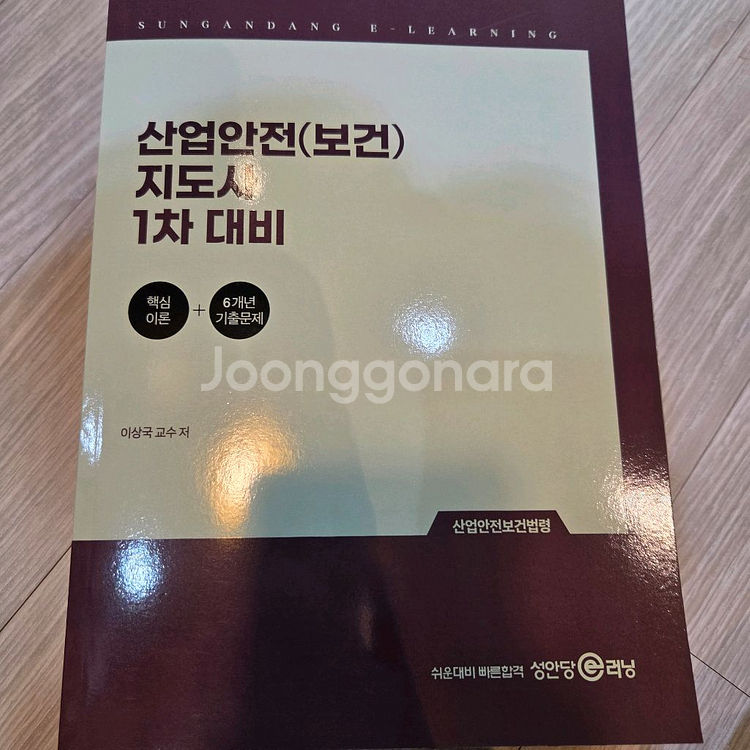 SUNGANDANG E-LEARNING
산업안전(보건)
지도사
1차 대비
핵심
이론
+
6개년
기출문제
Joonggonara
이상국 교수 저
산업안전보건법령
쉬운대비 빠른합격 성안당 e러닝